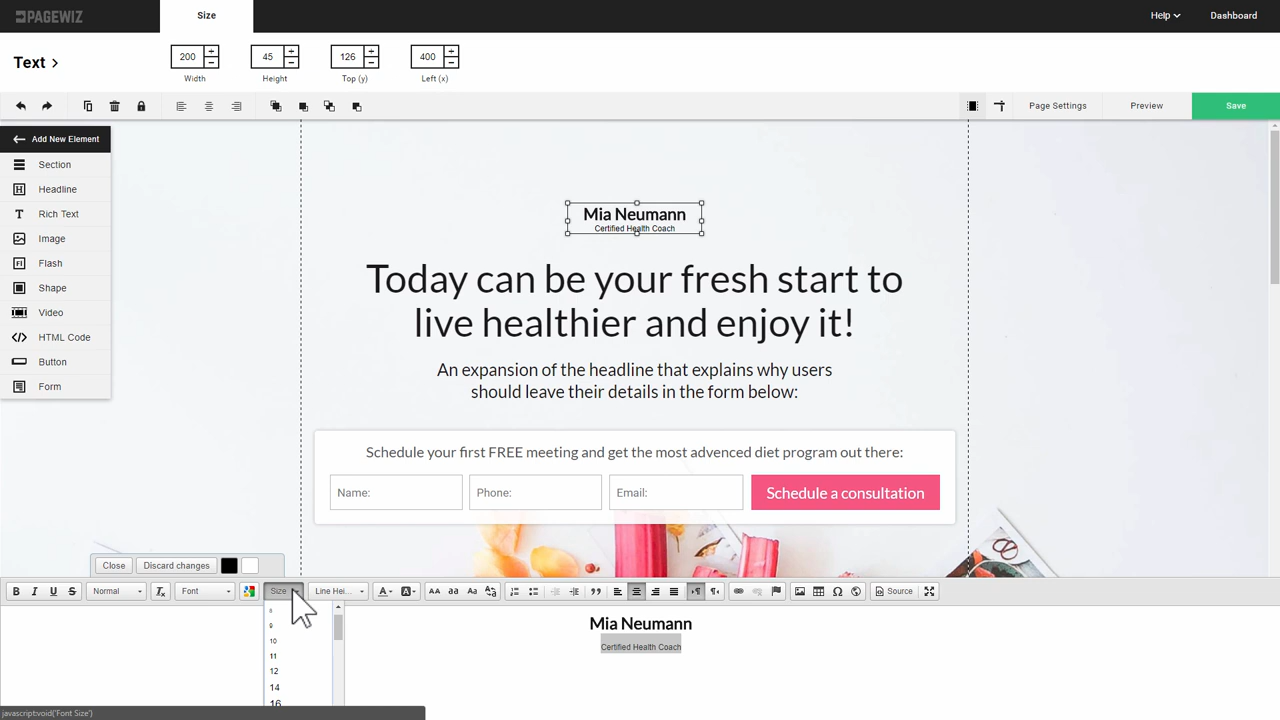 PAGEWIZ
Size
Help
Dashboard
Text >
200
+
-
45
+
-
126
+
-
400
+
-
Width
Height
Top (y)
Left (x)
Page Settings
Preview
Save
Add New Element
Section
Headline
Rich Text
Image
Flash
Shape
Video
HTML Code
Button
Form
Mia Neumann
Certified Health Coach
Today can be your fresh start to
live healthier and enjoy it!
An expansion of the headline that explains why users
should leave their details in the form below:
Schedule your first FREE meeting and get the most advenced diet program out there:
Name:
Phone:
Email:
Schedule a consultation
Close
Discard changes
B I U S
Normal
Font
Size
Line Hei...
Source
8
9
10
11
12
14
16
Mia Neumann
Certified Health Coach
javascript:void('Font Size')